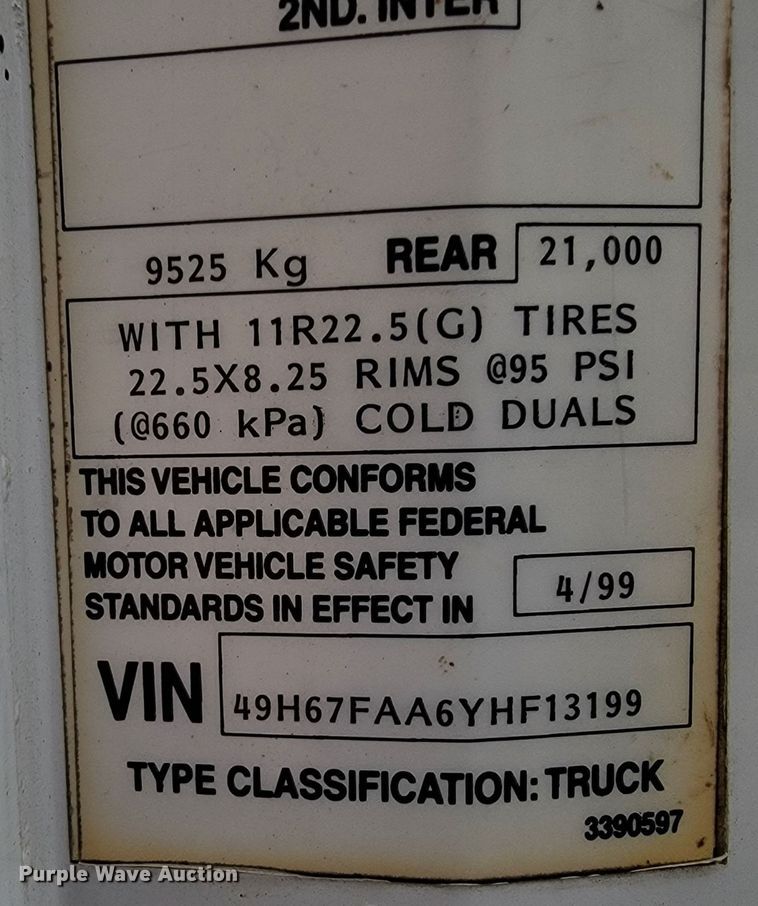 2ND. INTER
9525 Kg REAR 21,000
WITH 11R22.5(G) TIRES
22.5X8.25 RIMS @95 PSI
(@660 kPa) COLD DUALS
THIS VEHICLE CONFORMS
TO ALL APPLICABLE FEDERAL
MOTOR VEHICLE SAFETY
STANDARDS IN EFFECT IN 4/99
VIN 49H67FAA6YHF13199
TYPE CLASSIFICATION: TRUCK
3390597
Purple Wave Auction